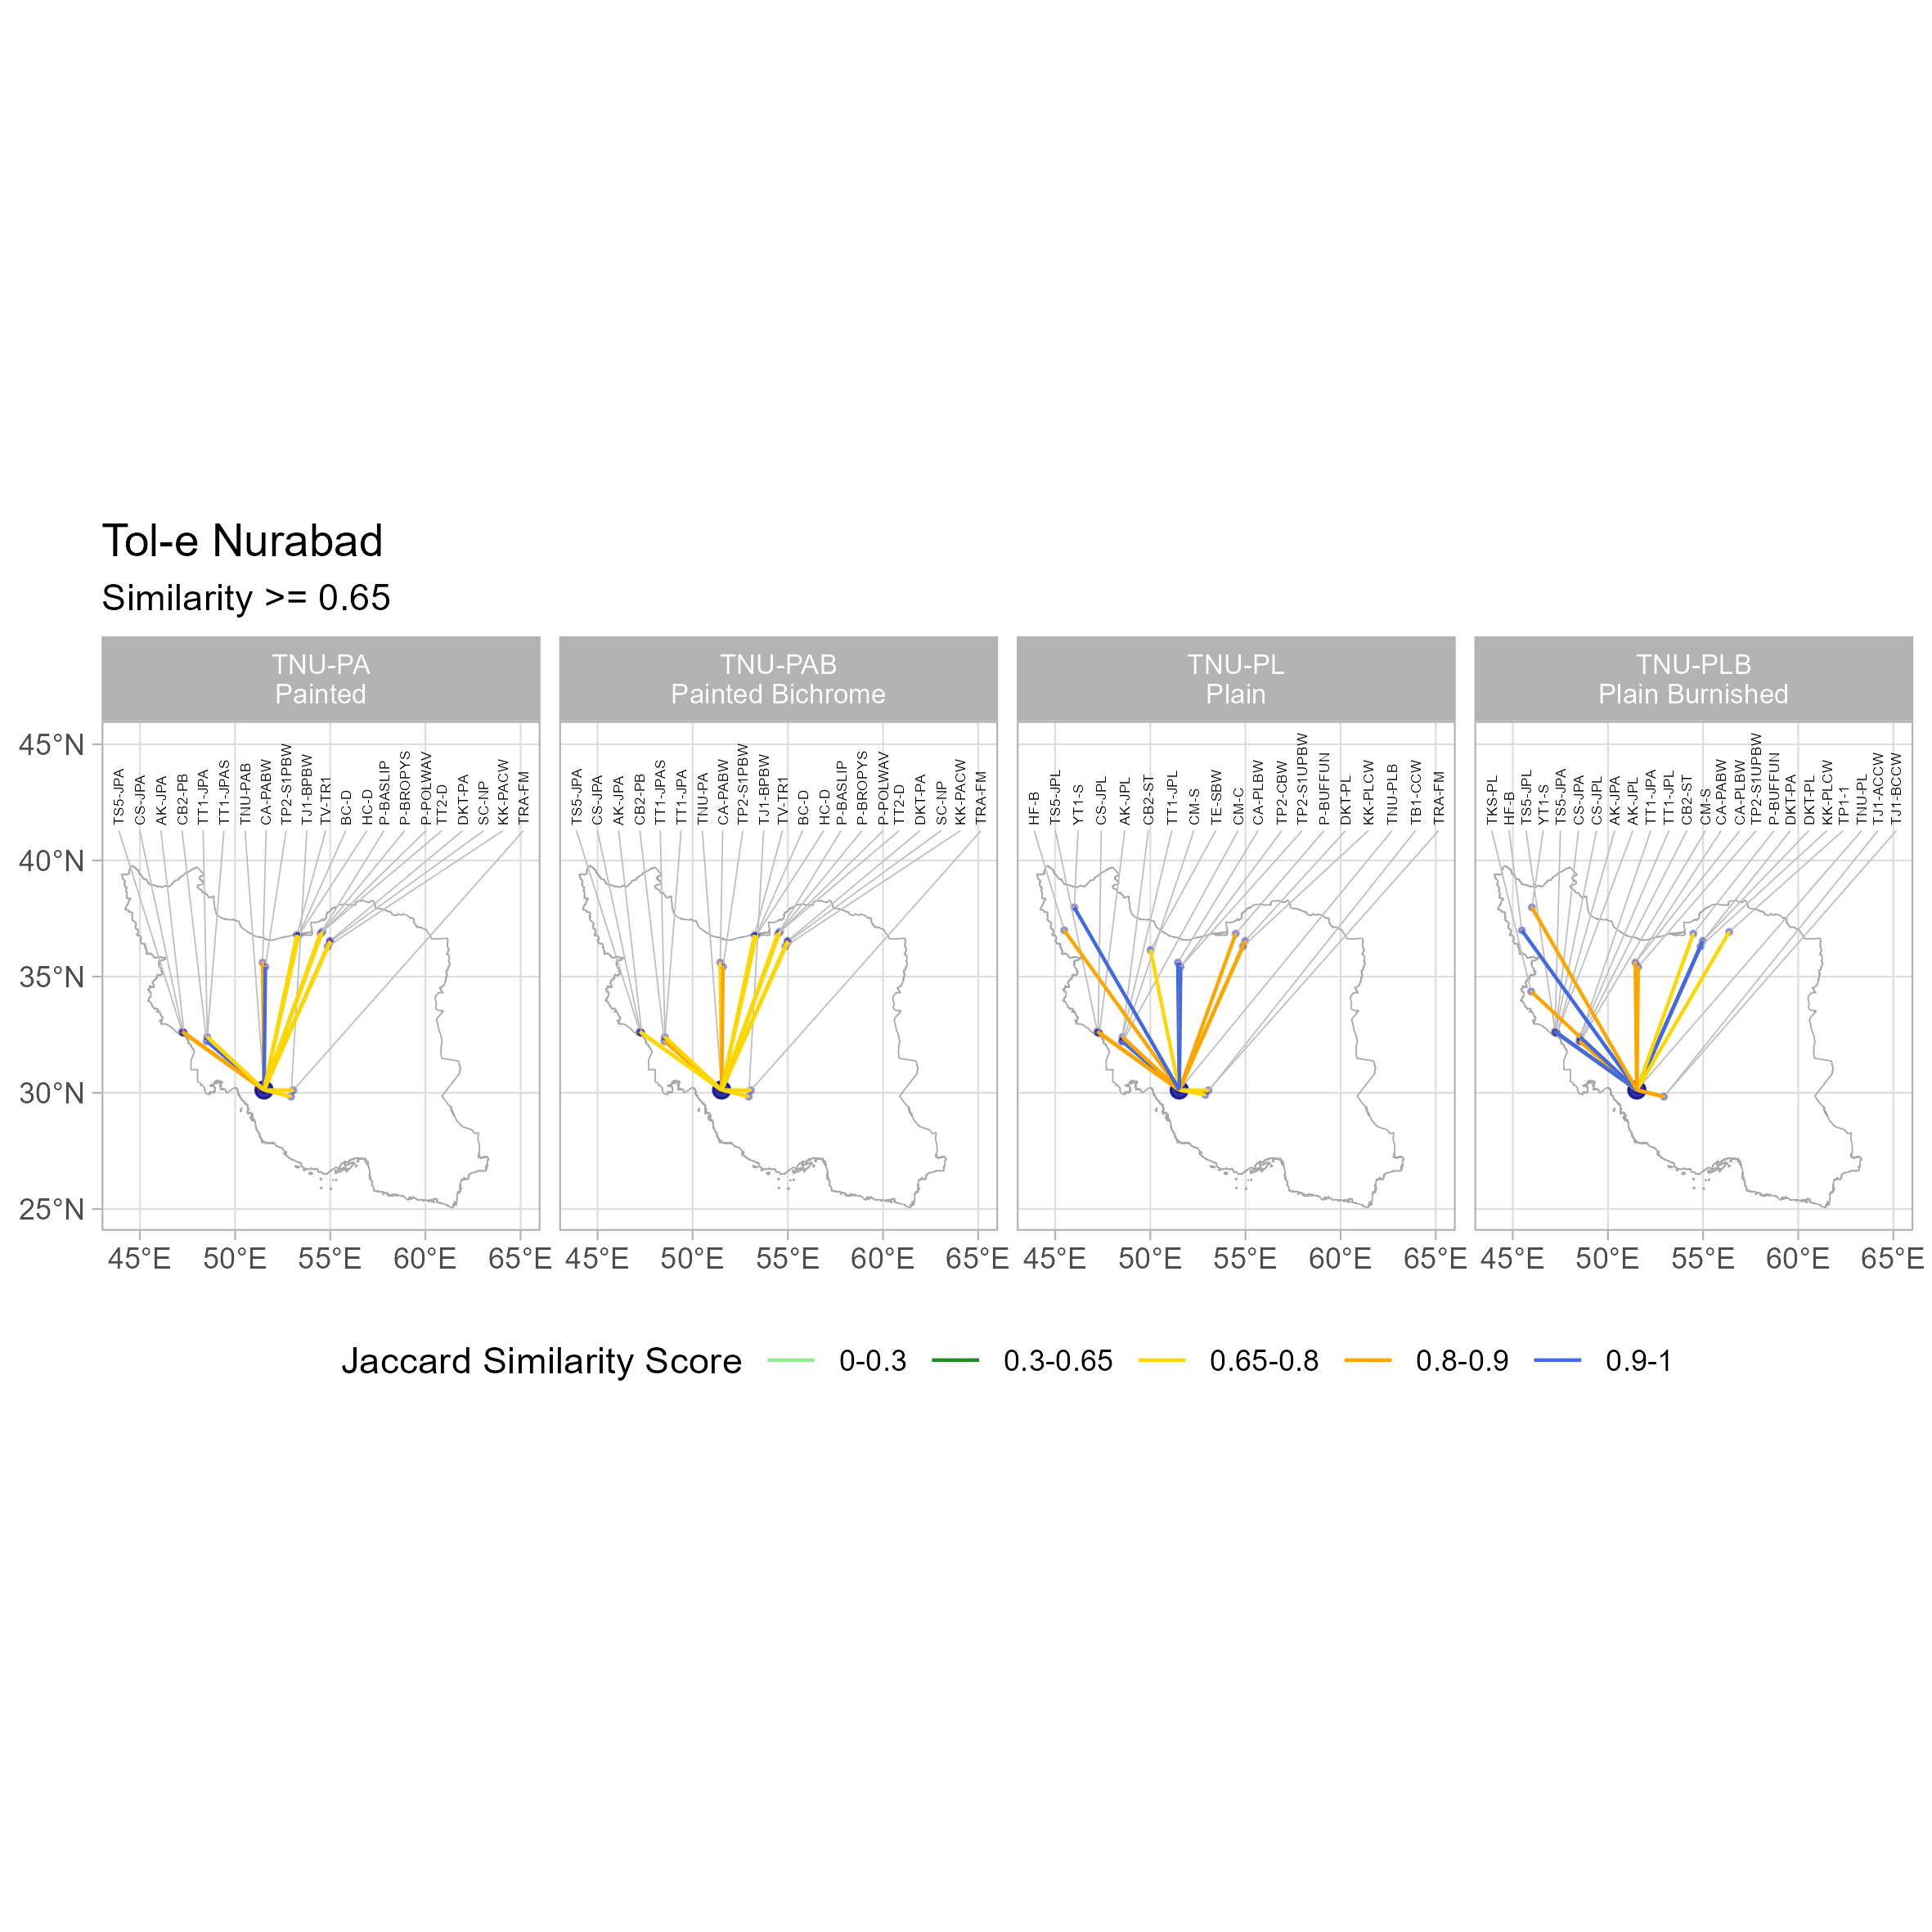 Tol-e Nurabad
Similarity >= 0.65
TNU-PA
Painted
TNU-PAB
Painted Bichrome
TNU-PL
Plain
TNU-PLB
Plain Burnished
45°N
40°N
35°N
30°N
25°N
TS5-JPA
CS-JPA
AK-JPA
CB2-PB
TT1-JPA
TT1-JPAS
TNU-PAB
CA-PABW
TP2-S1PBW
TJ1-BPBW
TV-TR1
BC-D
HC-D
P-BASLIP
P-BROPYS
P-POLWAV
TT2-D
DKT-PA
SC-NP
KK-PACW
TRA-FM
TS5-JPA
CS-JPA
AK-JPA
CB2-PB
TT1-JPAS
TT1-JPA
TNU-PA
CA-PABW
TP2-S1PBW
TJ1-BPBW
TV-TR1
BC-D
HC-D
P-BASLIP
P-BROPYS
P-POLWAV
TT2-D
DKT-PA
SC-NP
KK-PACW
TRA-FM
HF-B
TS5-JPL
YT1-S
CS-JPL
AK-JPL
CB2-ST
TT1-JPL
CM-S
TE-SBW
CM-C
CA-PLBW
TP2-CBW
TP2-S1UPBW
P-BUFFUN
DKT-PL
KK-PLCW
TNU-PLB
TB1-CCW
TRA-FM
TKS-PL
HF-B
TS5-JPL
YT1-S
TS5-JPA
CS-JPA
CS-JPL
AK-JPA
AK-JPL
TT1-JPA
TT1-JPL
CB2-ST
CM-S
CA-PABW
CA-PLBW
TP2-S1UPBW
P-BUFFUN
DKT-PA
DKT-PL
KK-PLCW
TP1-1
TNU-PL
TJ1-ACCW
TJ1-BCCW
45°E 50°E 55°E 60°E 65°E
45°E 50°E 55°E 60°E 65°E
45°E 50°E 55°E 60°E 65°E
45°E 50°E 55°E 60°E 65°E
Jaccard Similarity Score 0-0.3 0.3-0.65 0.65-0.8 0.8-0.9 0.9-1